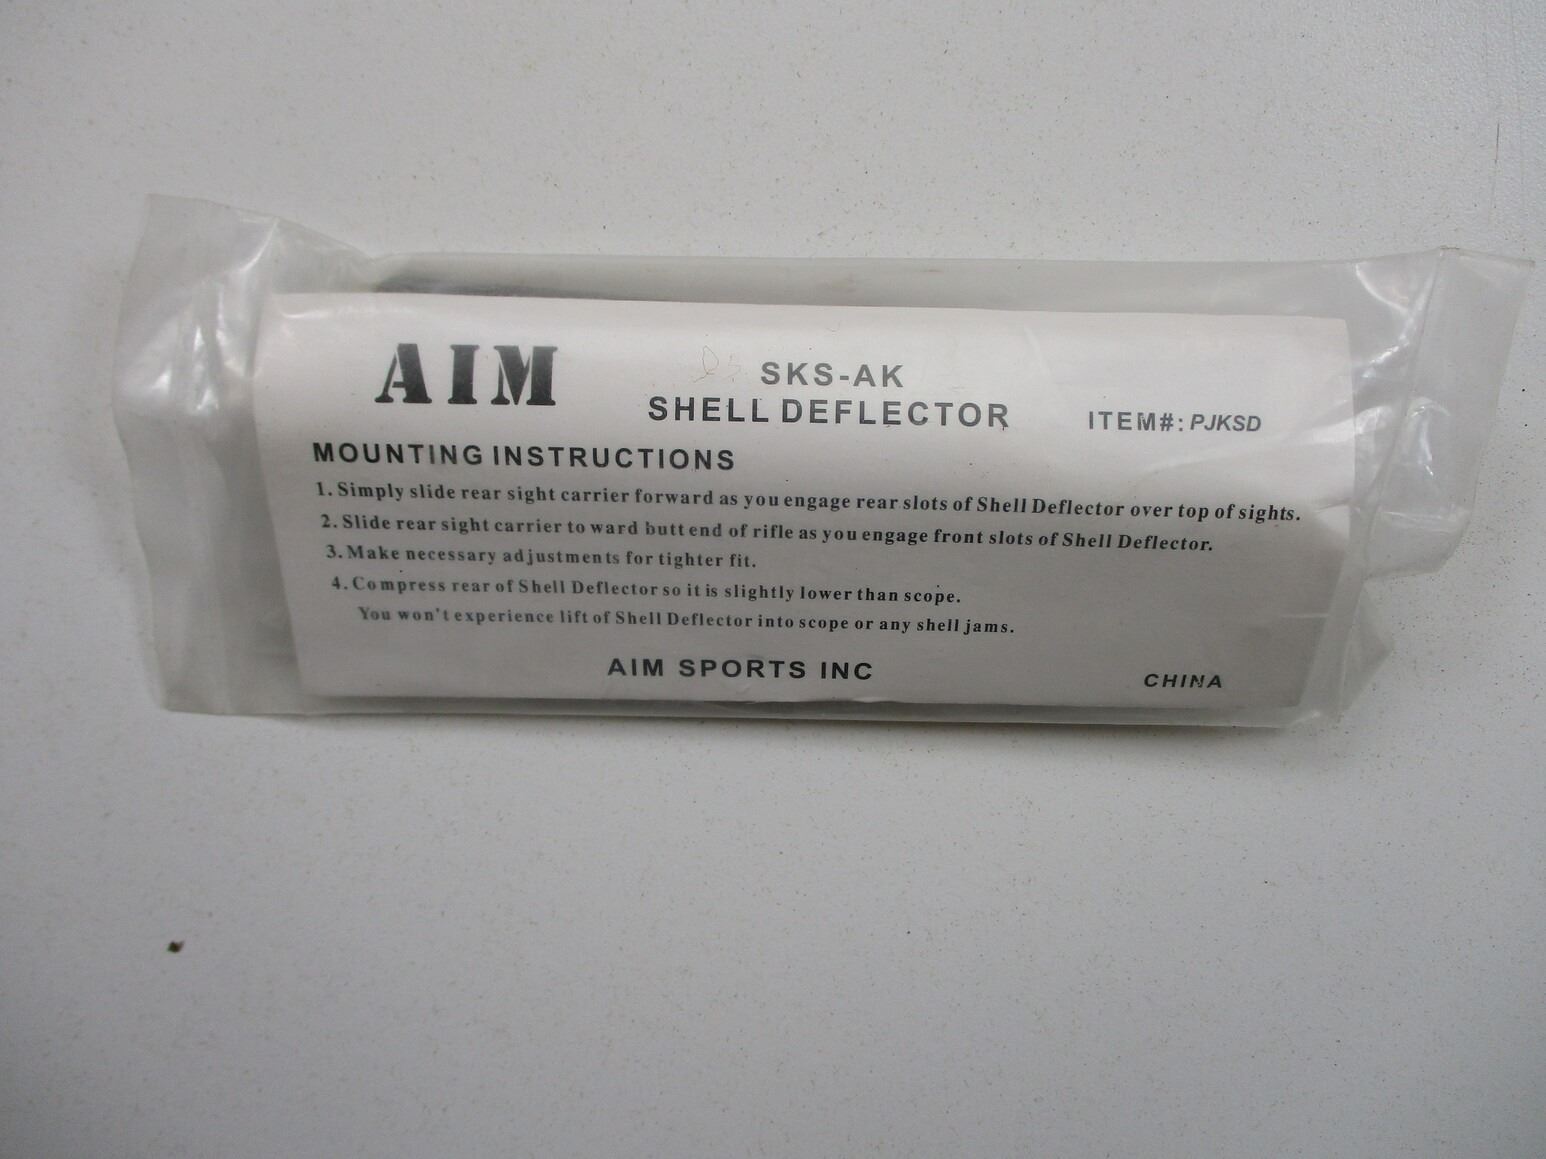 AIM
SKS-AK
SHELL DEFLECTOR
ITEM#: PJKSD
MOUNTING INSTRUCTIONS
1. Simply slide rear sight carrier forward as you engage rear slots of Shell Deflector over top of sights.
2. Slide rear sight carrier to ward butt end of rifle as you engage front slots of Shell Deflector.
3. Make necessary adjustments for tighter fit.
4. Compress rear of Shell Deflector so it is slightly lower than scope.
You won't experience lift of Shell Deflector into scope or any shell jams.
AIM SPORTS INC
CHINA